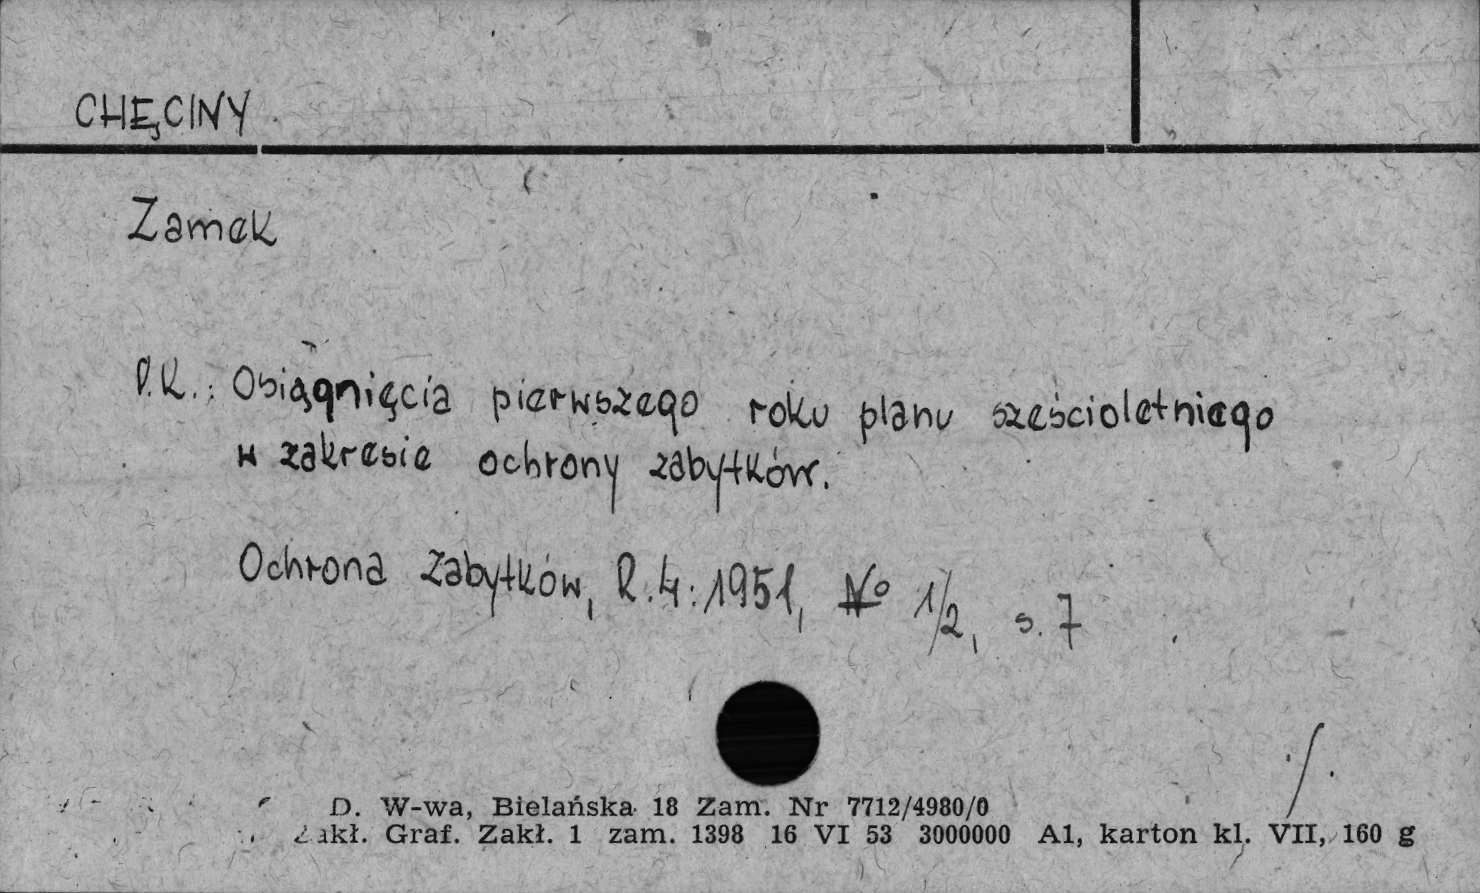 CHĘCINY
Zamek
P.K.: Osiągnięcia pierwszego roku planu sześcioletniego
w zakresie ochrony zabytków.
Ochrona Zabytków, R.4:1951, No 1/2, s. 7
·/.
D. W-wa, Bielańska 18 Zam. Nr 7712/4980/0
Zakł. Graf. Zakł. 1 zam. 1398 16 VI 53 3000000 A1, karton kl. VII, 160 g